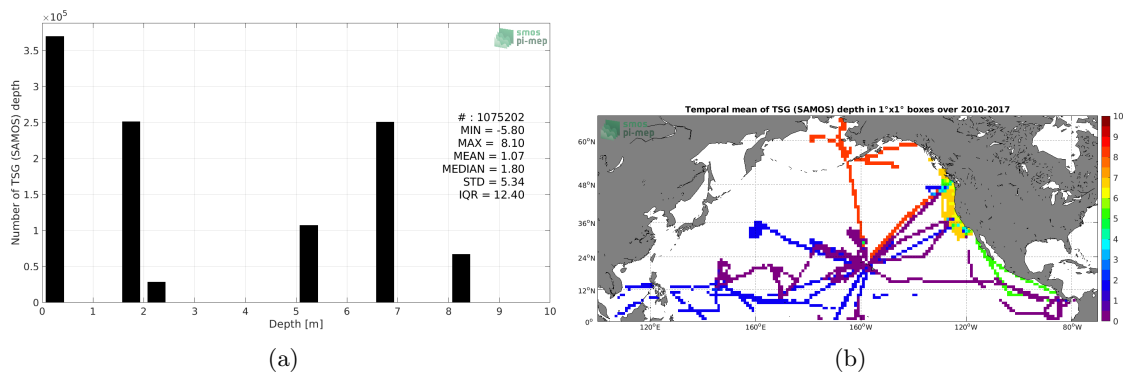 ×10⁵
3.5
3
2.5
2
1.5
1
0.5
0
0 1 2 3 4 5 6 7 8 9 10
Number of TSG (SAMOS) depth
Depth [m]
smos
pi-mep
# : 1075202
MIN = -5.80
MAX = 8.10
MEAN = 1.07
MEDIAN = 1.80
STD = 5.34
IQR = 12.40
(a)
Temporal mean of TSG (SAMOS) depth in 1°x1° boxes over 2010-2017
smos
pi-mep
60°N
48°N
36°N
24°N
12°N
0°
120°E 160°E 160°W 120°W 80°W
10
9
8
7
6
5
4
3
2
1
0
(b)